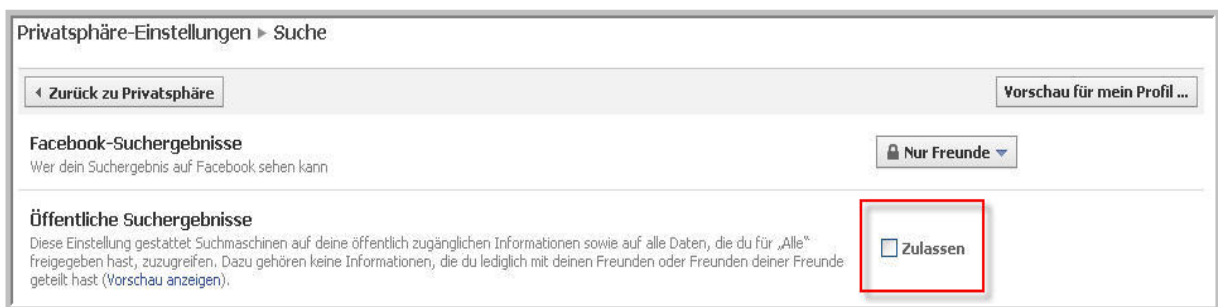 Privatsphäre-Einstellungen ▸ Suche
Zurück zu Privatsphäre
Vorschau für mein Profil ...
Facebook-Suchergebnisse
Wer dein Suchergebnis auf Facebook sehen kann
Nur Freunde
Öffentliche Suchergebnisse
Diese Einstellung gestattet Suchmaschinen auf deine öffentlich zugänglichen Informationen sowie auf alle Daten, die du für „Alle“
freigegeben hast, zuzugreifen. Dazu gehören keine Informationen, die du lediglich mit deinen Freunden oder Freunden deiner Freunde
geteilt hast (Vorschau anzeigen).
Zulassen